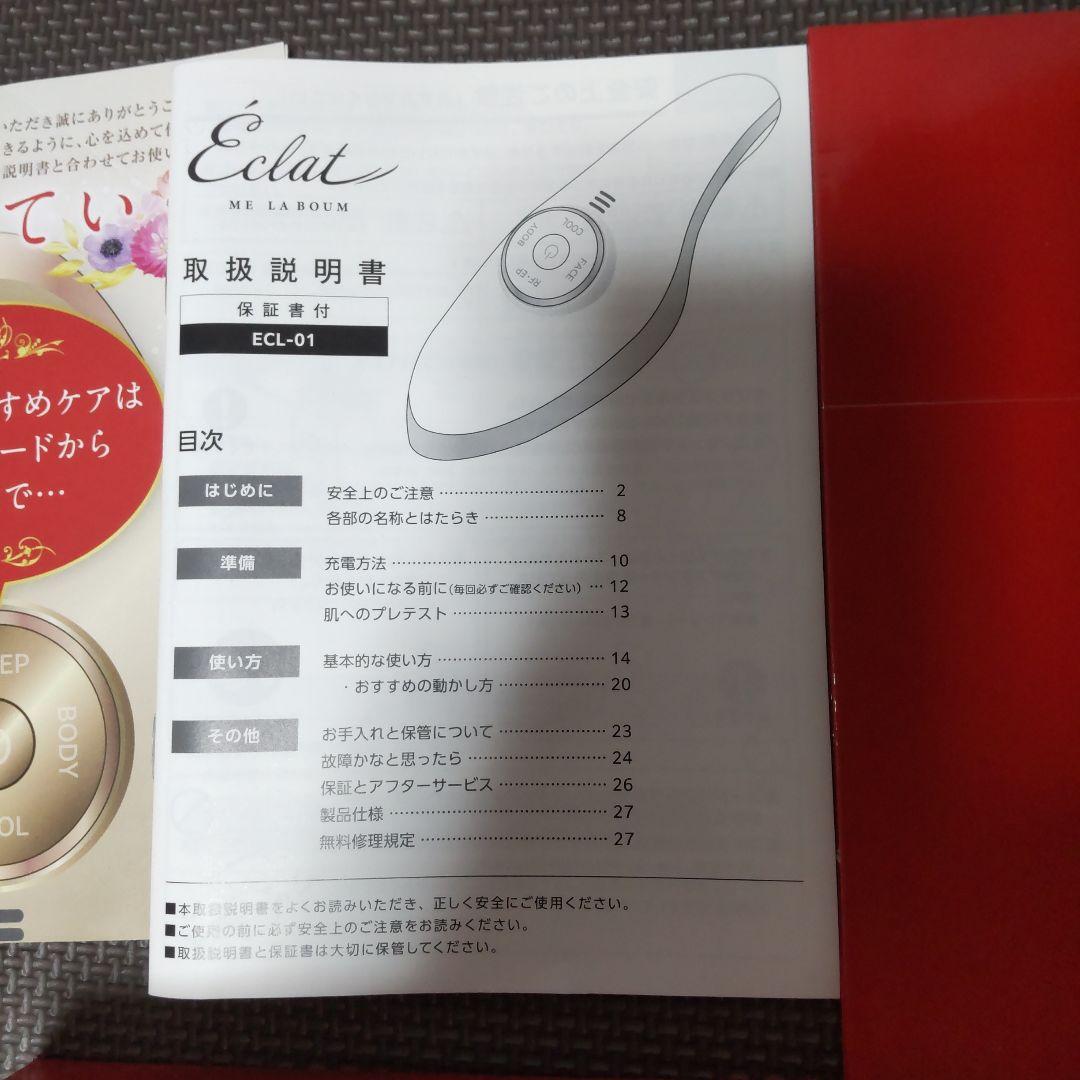 いただき誠にありがとうご
きるように、心を込めて
説明書と合わせてお使い
てい
すめケアは
ードから
で…
EP
BODY
OL
Éclat
ME LA BOUM
BODY
COOL
RF・EP
FACE
取扱説明書
保証書付
ECL-01
目次
はじめに
安全上のご注意 2
各部の名称とはたらき 8
準備
充電方法 10
お使いになる前に(毎回必ずご確認ください) 12
肌へのプレテスト 13
使い方
基本的な使い方 14
・おすすめの動かし方 20
その他
お手入れと保管について 23
故障かなと思ったら 24
保証とアフターサービス 26
製品仕様 27
無料修理規定 27
■本取扱説明書をよくお読みいただき、正しく安全にご使用ください。
■ご使用の前に必ず安全上のご注意をお読みください。
■取扱説明書と保証書は大切に保管してください。